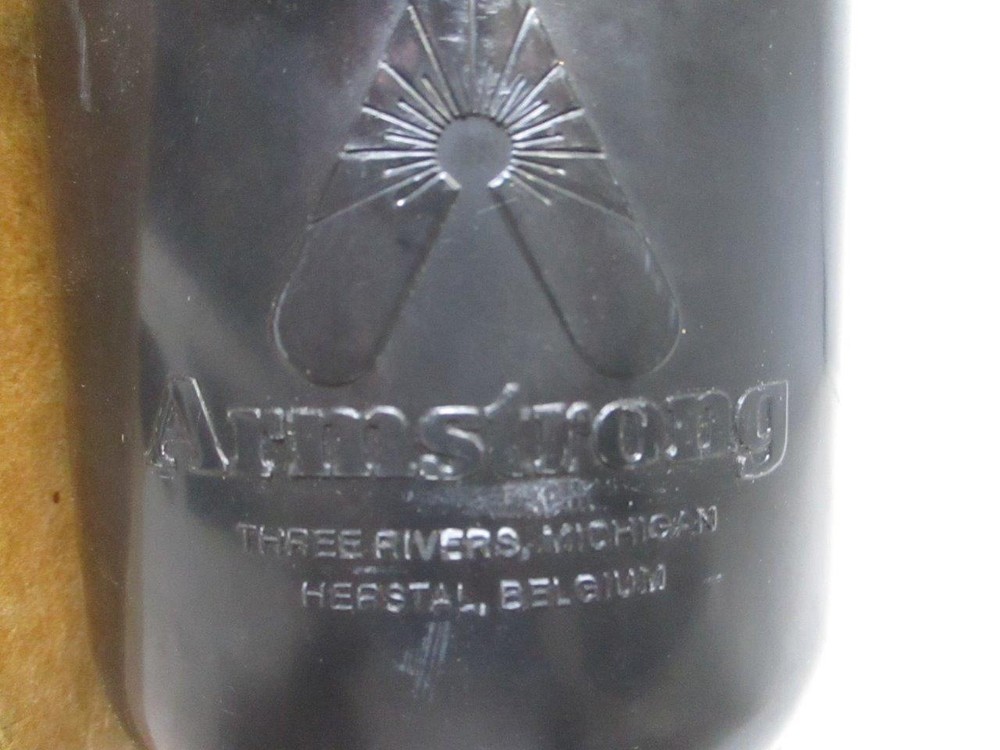 Armstrong
THREE RIVERS, MICHIGAN
HERSTAL, BELGIUM